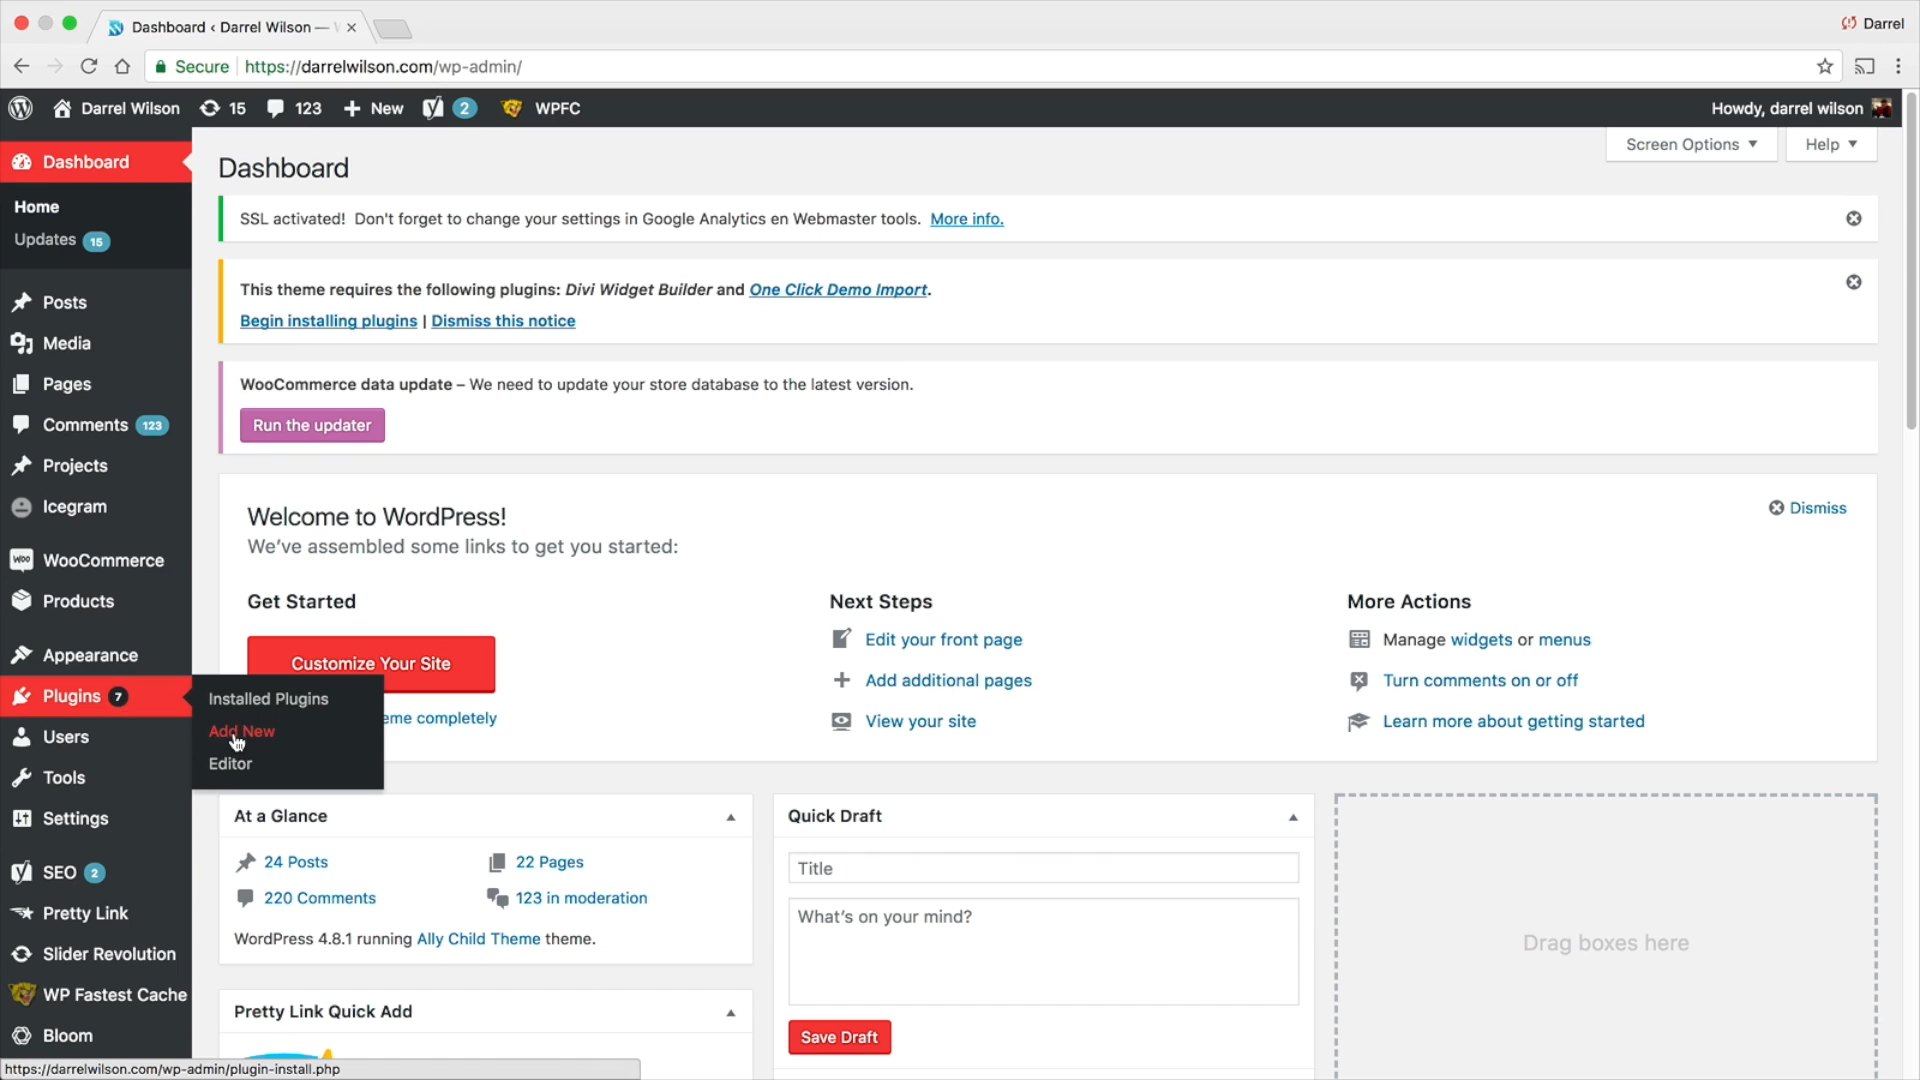 Dashboard ‹ Darrel Wilson —
Darrel
Secure
https://darrelwilson.com/wp-admin/
Darrel Wilson
15
123
New
2
WPFC
Howdy, darrel wilson
Dashboard
Home
Updates 15
Posts
Media
Pages
Comments 123
Projects
Icegram
WOO
WooCommerce
Products
Appearance
Plugins 7
Users
Tools
Settings
SEO 2
Pretty Link
Slider Revolution
WP Fastest Cache
Bloom
Installed Plugins
Add New
Editor
Screen Options
Help
Dashboard
SSL activated! Don't forget to change your settings in Google Analytics en Webmaster tools. More info.
This theme requires the following plugins: Divi Widget Builder and One Click Demo Import.
Begin installing plugins | Dismiss this notice
WooCommerce data update – We need to update your store database to the latest version.
Run the updater
Welcome to WordPress!
Dismiss
We've assembled some links to get you started:
Get Started
Customize Your Site
eme completely
Next Steps
Edit your front page
Add additional pages
View your site
More Actions
Manage widgets or menus
Turn comments on or off
Learn more about getting started
At a Glance
24 Posts
22 Pages
220 Comments
123 in moderation
WordPress 4.8.1 running Ally Child Theme theme.
Pretty Link Quick Add
Quick Draft
Title
What's on your mind?
Save Draft
Drag boxes here
https://darrelwilson.com/wp-admin/plugin-install.php